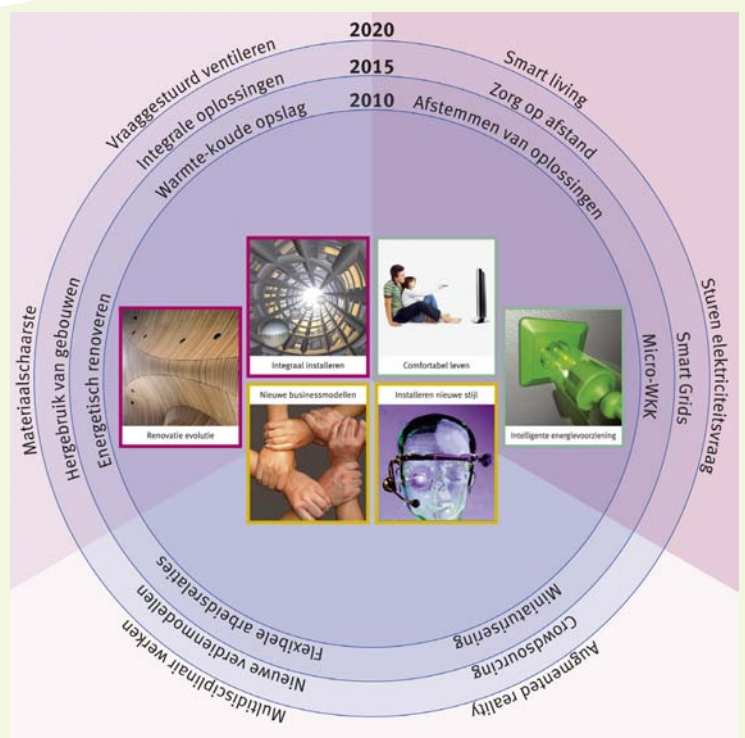 2020
2015
2010
Vraaggestuurd ventileren
Integrale oplossingen
Warmte-koude opslag
Smart living
Zorg op afstand
Afstemmen van oplossingen
Materiaalschaarste
Hergebruik van gebouwen
Energetisch renoveren
Sturen elektriciteitsvraag
Smart Grids
Micro-WKK
Integraal installeren
Comfortabel leven
Renovatie evolutie
Nieuwe businessmodellen
Installeren nieuwe stijl
Intelligente energievoorziening
Flexibele arbeidsrelaties
Nieuwe verdienmodellen
Multidisciplinair werken
Miniaturisering
Crowdsourcing
Augmented reality